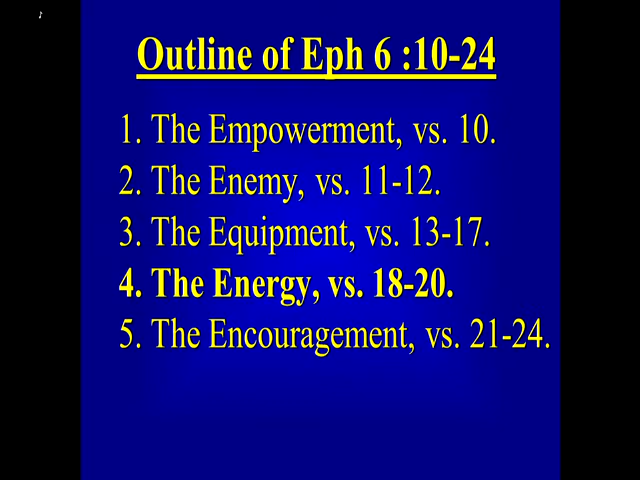 Outline of Eph 6 :10-24
1. The Empowerment, vs. 10.
2. The Enemy, vs. 11-12.
3. The Equipment, vs. 13-17.
4. The Energy, vs. 18-20.
5. The Encouragement, vs. 21-24.